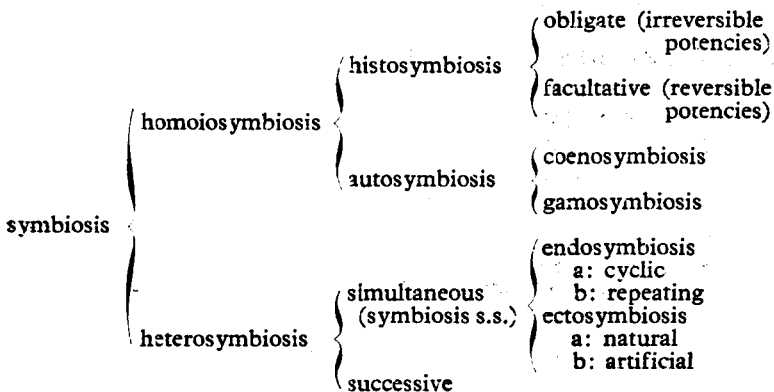 obligate (irreversible
potencies)
histosymbiosis
facultative (reversible
potencies)
homoiosymbiosis
coenosymbiosis
autosymbiosis
gamosymbiosis
symbiosis
endosymbiosis
a: cyclic
b: repeating
simultaneous
(symbiosis s.s.)
ectosymbiosis
a: natural
b: artificial
heterosymbiosis
successive